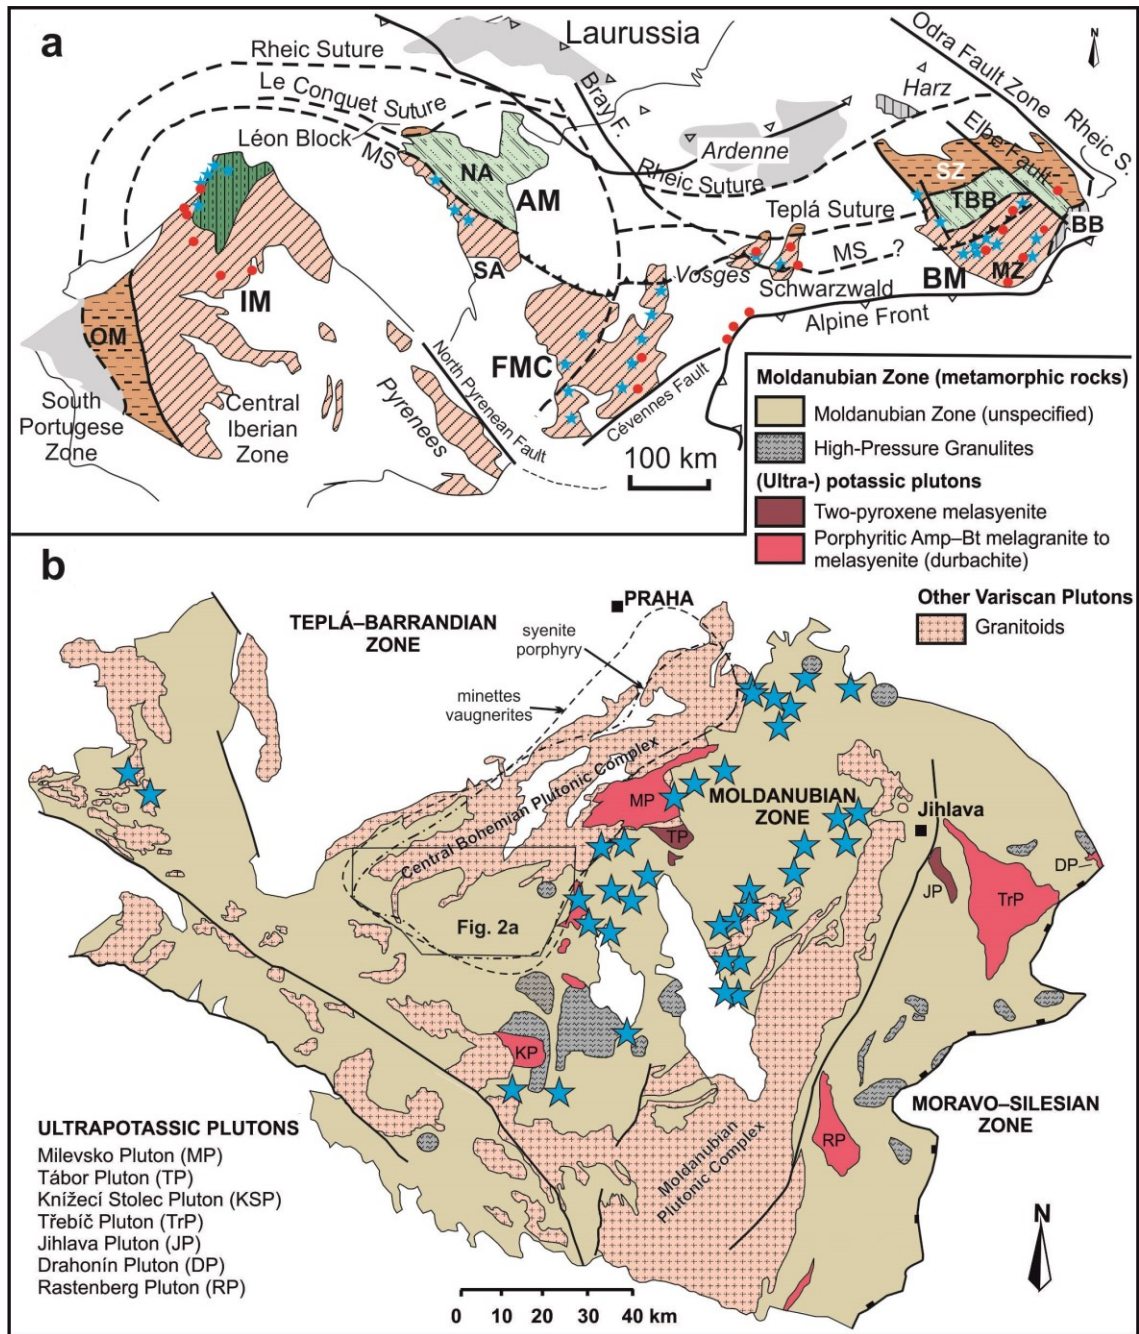 a
Laurussia
Rheic Suture
Le Conquet Suture
Léon Block
MS
Bray F.
Odra Fault Zone
Harz
Elbe Fault
Rheic S.
N
Ardenne
Rheic Suture
NA
AM
SZ
TBB
BB
Teplá Suture
MS ?
BM
MZ
SA
IM
OM
Vosges
Schwarzwald
Alpine Front
FMC
North Pyrenean Fault
Cévennes Fault
Pyrenees
South
Portugese
Zone
Central
Iberian
Zone
100 km
Moldanubian Zone (metamorphic rocks)
Moldanubian Zone (unspecified)
High-Pressure Granulites
(Ultra-) potassic plutons
Two-pyroxene melasyenite
Porphyritic Amp–Bt melagranite to
melasyenite (durbachite)
Other Variscan Plutons
Granitoids
b
TEPLÁ–BARRANDIAN
ZONE
PRAHA
syenite
porphyry
minettes
vaugnerites
Central Bohemian Plutonic Complex
MP
MOLDANUBIAN
ZONE
TP
Jihlava
DP
JP
TrP
Fig. 2a
KP
MORAVO–SILESIAN
ZONE
RP
Moldanubian
Plutonic Complex
ULTRAPOTASSIC PLUTONS
Milevsko Pluton (MP)
Tábor Pluton (TP)
Knížecí Stolec Pluton (KSP)
Třebíč Pluton (TrP)
Jihlava Pluton (JP)
Drahonín Pluton (DP)
Rastenberg Pluton (RP)
N
0 10 20 30 40 km